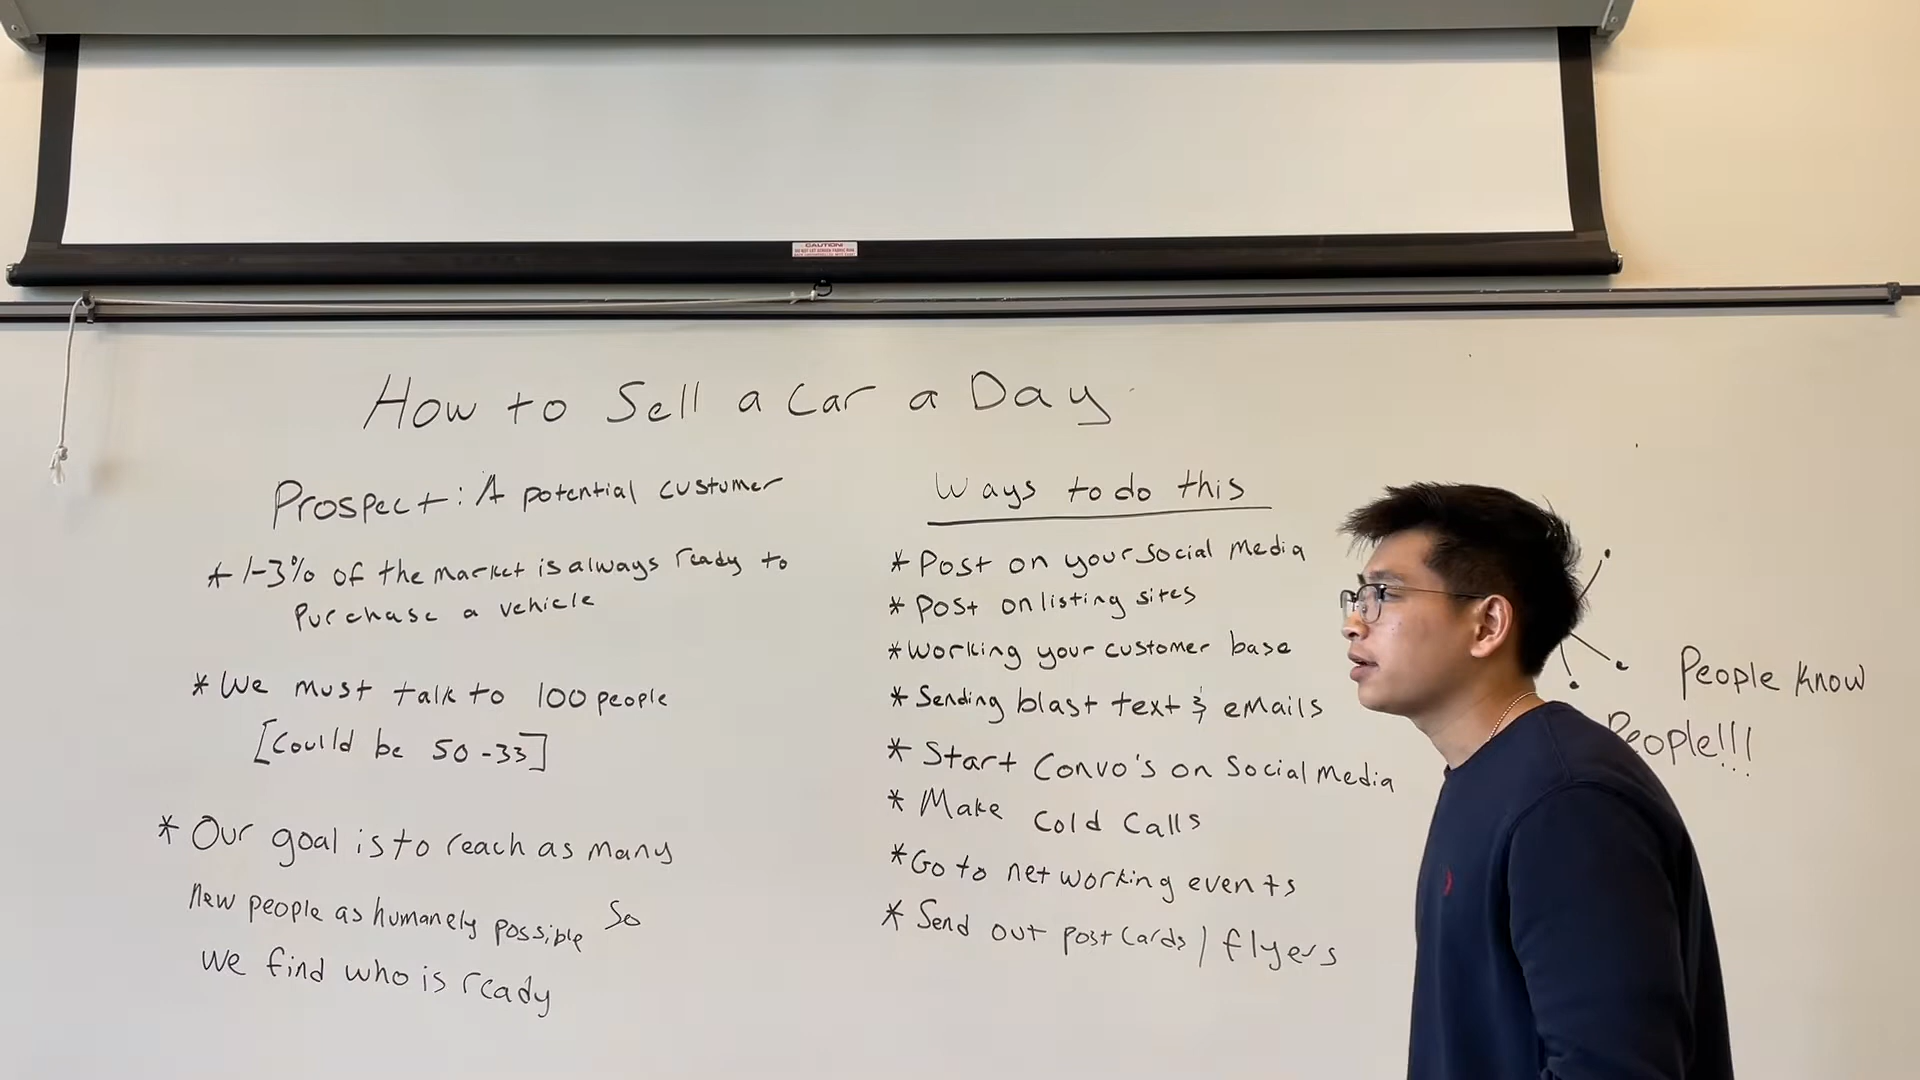 CAUTION!
How to Sell a Car a Day
Prospect: A potential customer
* 1-3% of the market is always ready to
purchase a vehicle
* We must talk to 100 people
[Could be 50-33]
* Our goal is to reach as many
new people as humanely possible so
we find who is ready
Ways to do this
* Post on your social media
* Post on listing sites
* Working your customer base
* Sending blast text & emails
* Start Convo's on Social Media
* Make Cold Calls
* Go to networking events
* Send out postcards / flyers
People Know
People!!!